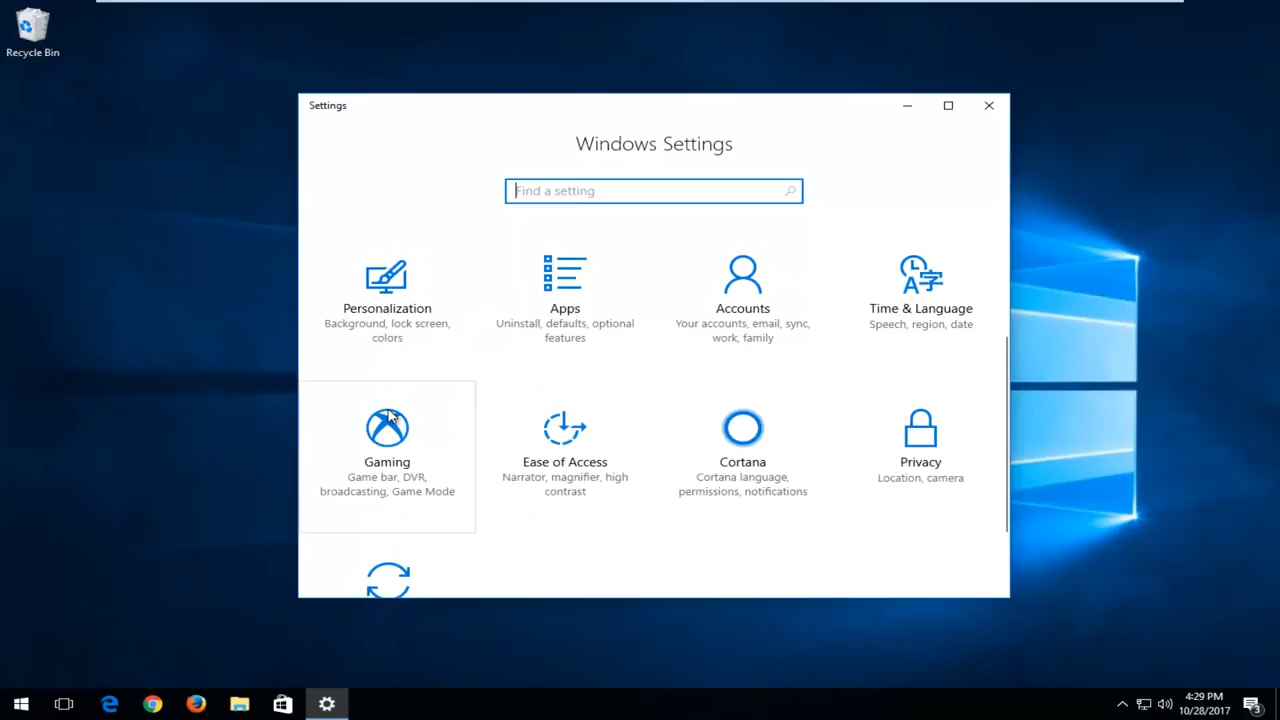 Recycle Bin
Settings
Windows Settings
Find a setting
Personalization
Background, lock screen,
colors
Apps
Uninstall, defaults, optional
features
Accounts
Your accounts, email, sync,
work, family
Time & Language
Speech, region, date
Gaming
Game bar, DVR,
broadcasting, Game Mode
Ease of Access
Narrator, magnifier, high
contrast
Cortana
Cortana language,
permissions, notifications
Privacy
Location, camera
4:29 PM
10/28/2017
3